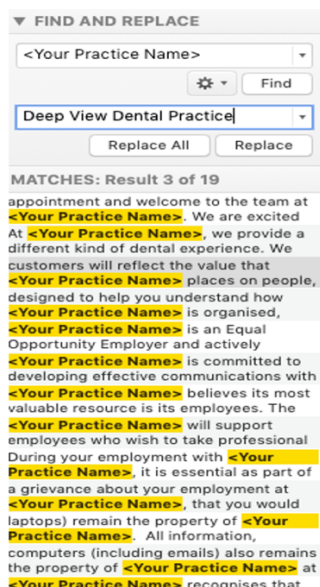 FIND AND REPLACE
<Your Practice Name>
Find
Deep View Dental Practice
Replace All
Replace
MATCHES: Result 3 of 19
appointment and welcome to the team at
<Your Practice Name>. We are excited
At <Your Practice Name>, we provide a
different kind of dental experience. We
customers will reflect the value that
<Your Practice Name> places on people,
designed to help you understand how
<Your Practice Name> is organised,
<Your Practice Name> is an Equal
Opportunity Employer and actively
<Your Practice Name> is committed to
developing effective communications with
<Your Practice Name> believes its most
valuable resource is its employees. The
<Your Practice Name> will support
employees who wish to take professional
During your employment with <Your
Practice Name>, it is essential as part of
a grievance about your employment at
<Your Practice Name>, that you would
laptops) remain the property of <Your
Practice Name>. All information,
computers (including emails) also remains
the property of <Your Practice Name> at
<Your Practice Name> recognises that